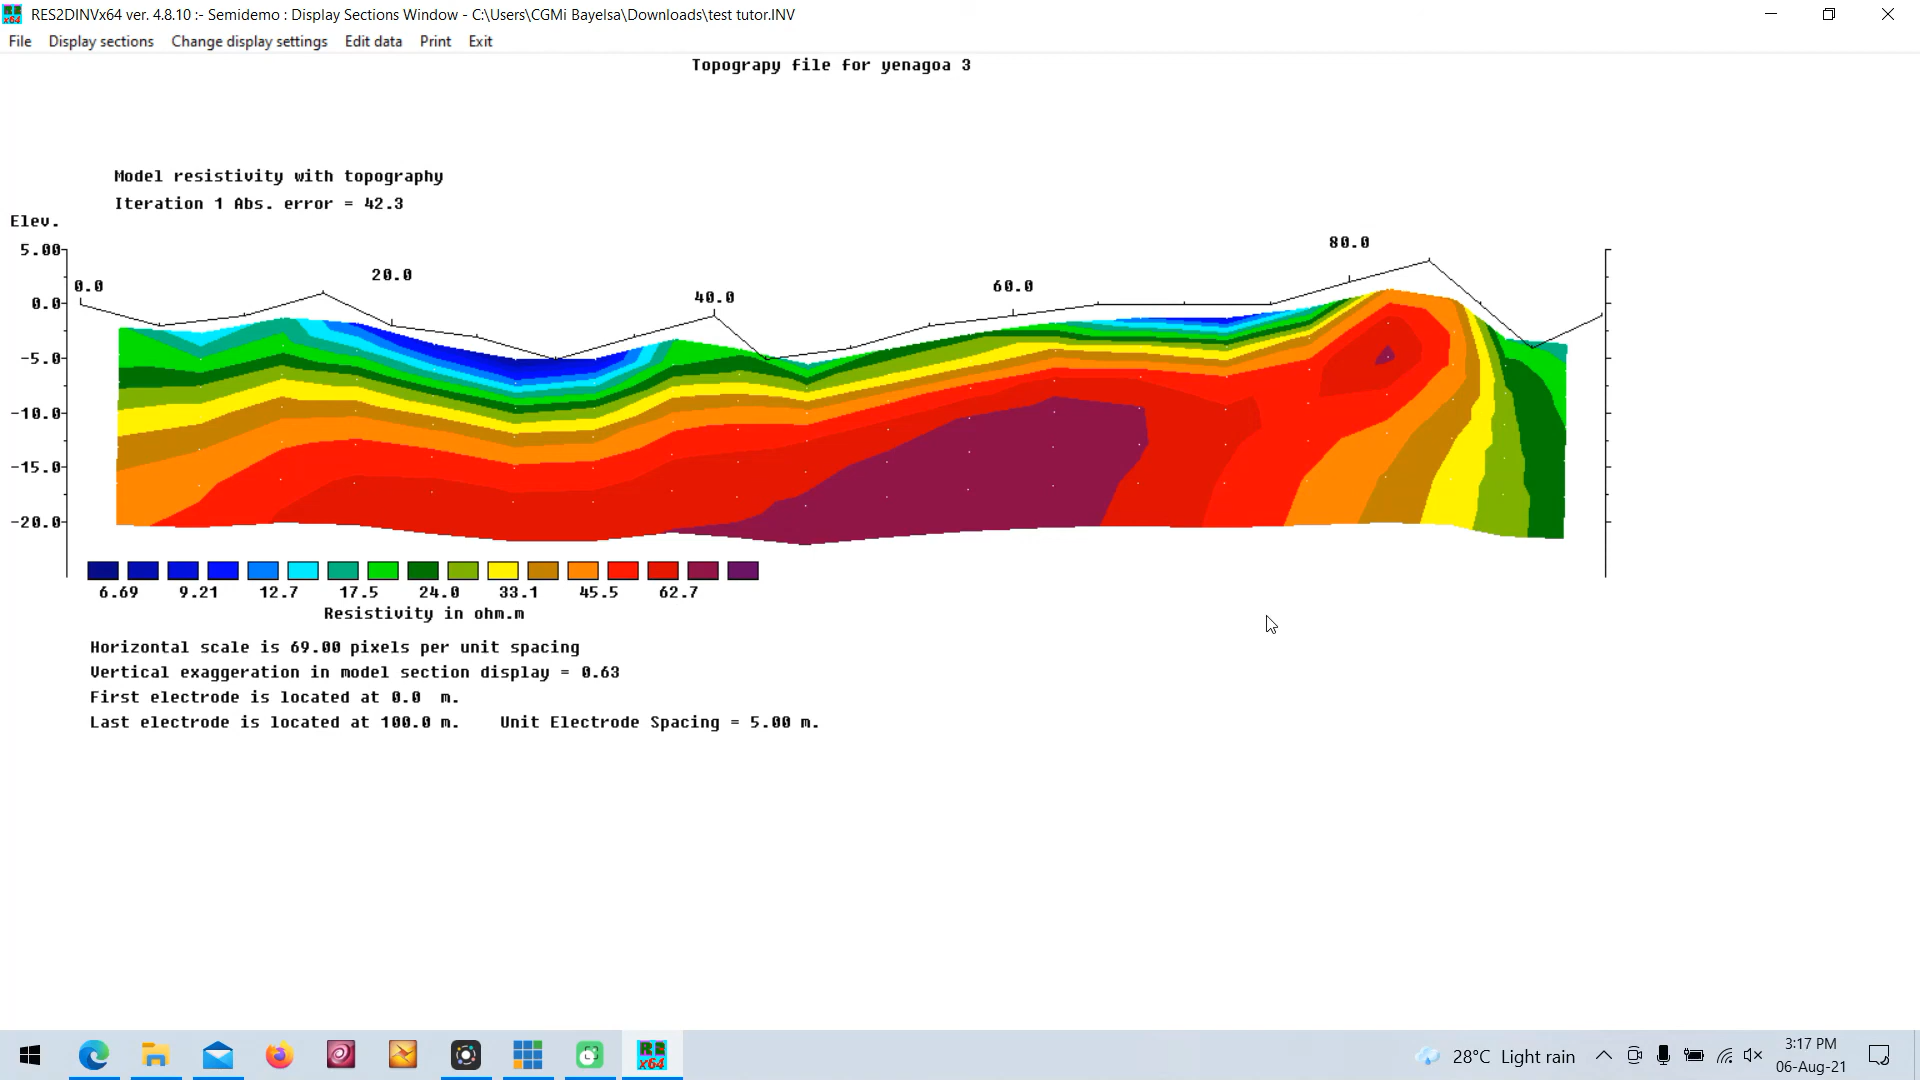 RES2DINVx64 ver. 4.8.10 :- Semidemo : Display Sections Window - C:\Users\CGMi Bayelsa\Downloads\test tutor.INV
File Display sections Change display settings Edit data Print Exit
Topograpy file for yenagoa 3
Model resistivity with topography
Iteration 1 Abs. error = 42.3
Elev.
5.00
0.0
-5.0
-10.0
-15.0
-20.0
0.0 20.0 40.0 60.0 80.0
6.69 9.21 12.7 17.5 24.0 33.1 45.5 62.7
Resistivity in ohm.m
Horizontal scale is 69.00 pixels per unit spacing
Vertical exaggeration in model section display = 0.63
First electrode is located at 0.0 m.
Last electrode is located at 100.0 m. Unit Electrode Spacing = 5.00 m.
RES x64
28°C Light rain
3:17 PM
06-Aug-21